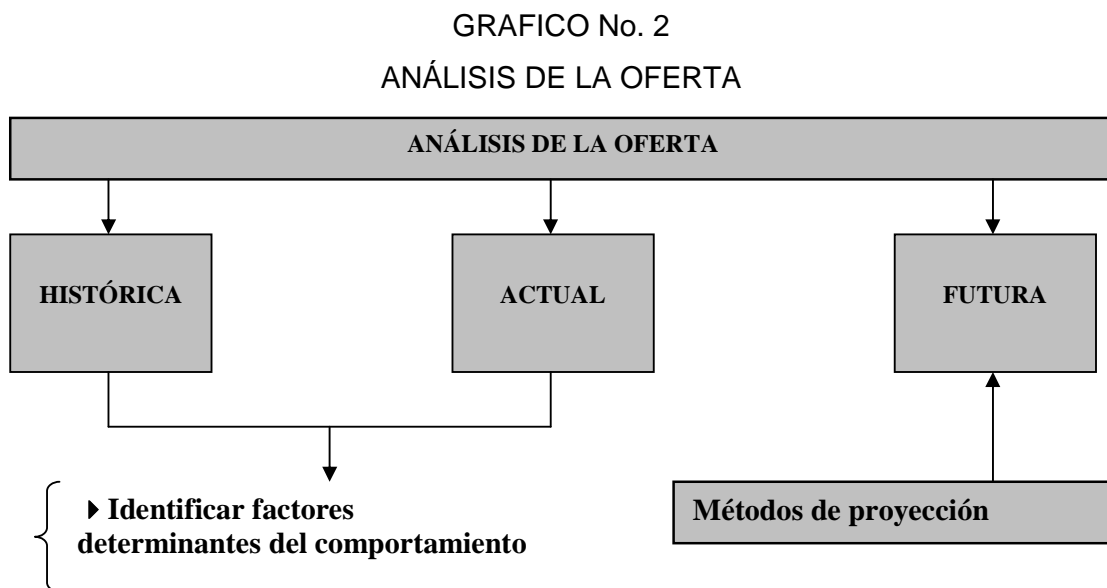 GRAFICO No. 2
ANÁLISIS DE LA OFERTA
ANÁLISIS DE LA OFERTA
HISTÓRICA
ACTUAL
FUTURA
Identificar factores
determinantes del comportamiento
Métodos de proyección